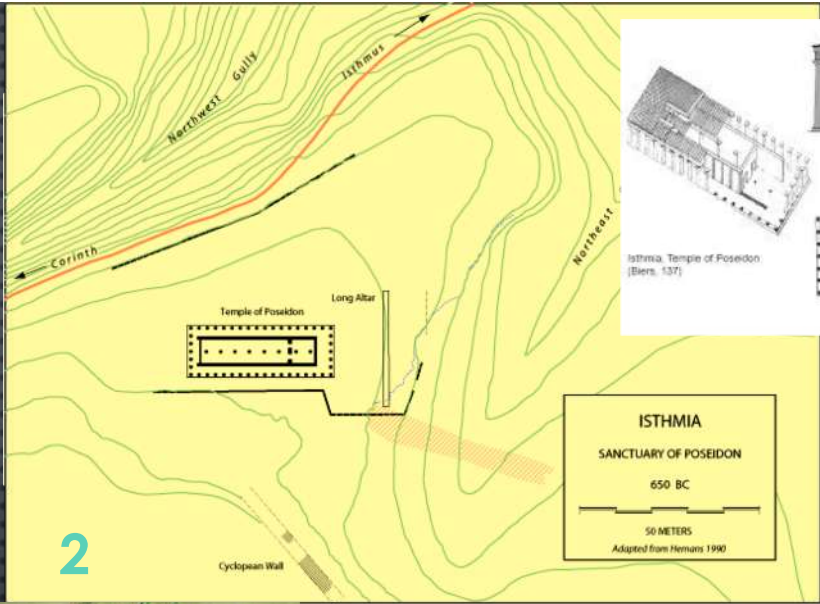 Northwest Gully
Isthmus
Corinth
Northeast
Isthmia, Temple of Poseidon
(Biers, 137)
Long Altar
Temple of Poseidon
ISTHMIA
SANCTUARY OF POSEIDON
650 BC
50 METERS
Adapted from Hemans 1990
Cyclopean Wall
2